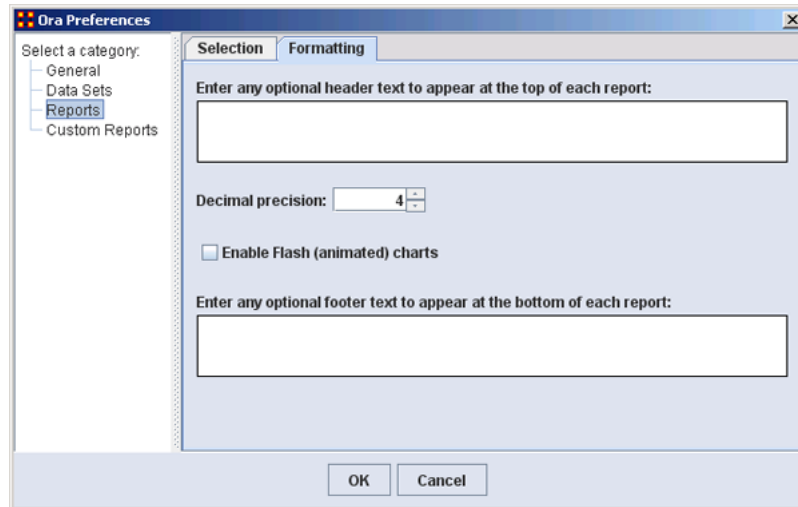 Ora Preferences
Select a category:
General
Data Sets
Reports
Custom Reports
Selection
Formatting
Enter any optional header text to appear at the top of each report:
Decimal precision: 4
Enable Flash (animated) charts
Enter any optional footer text to appear at the bottom of each report:
OK
Cancel